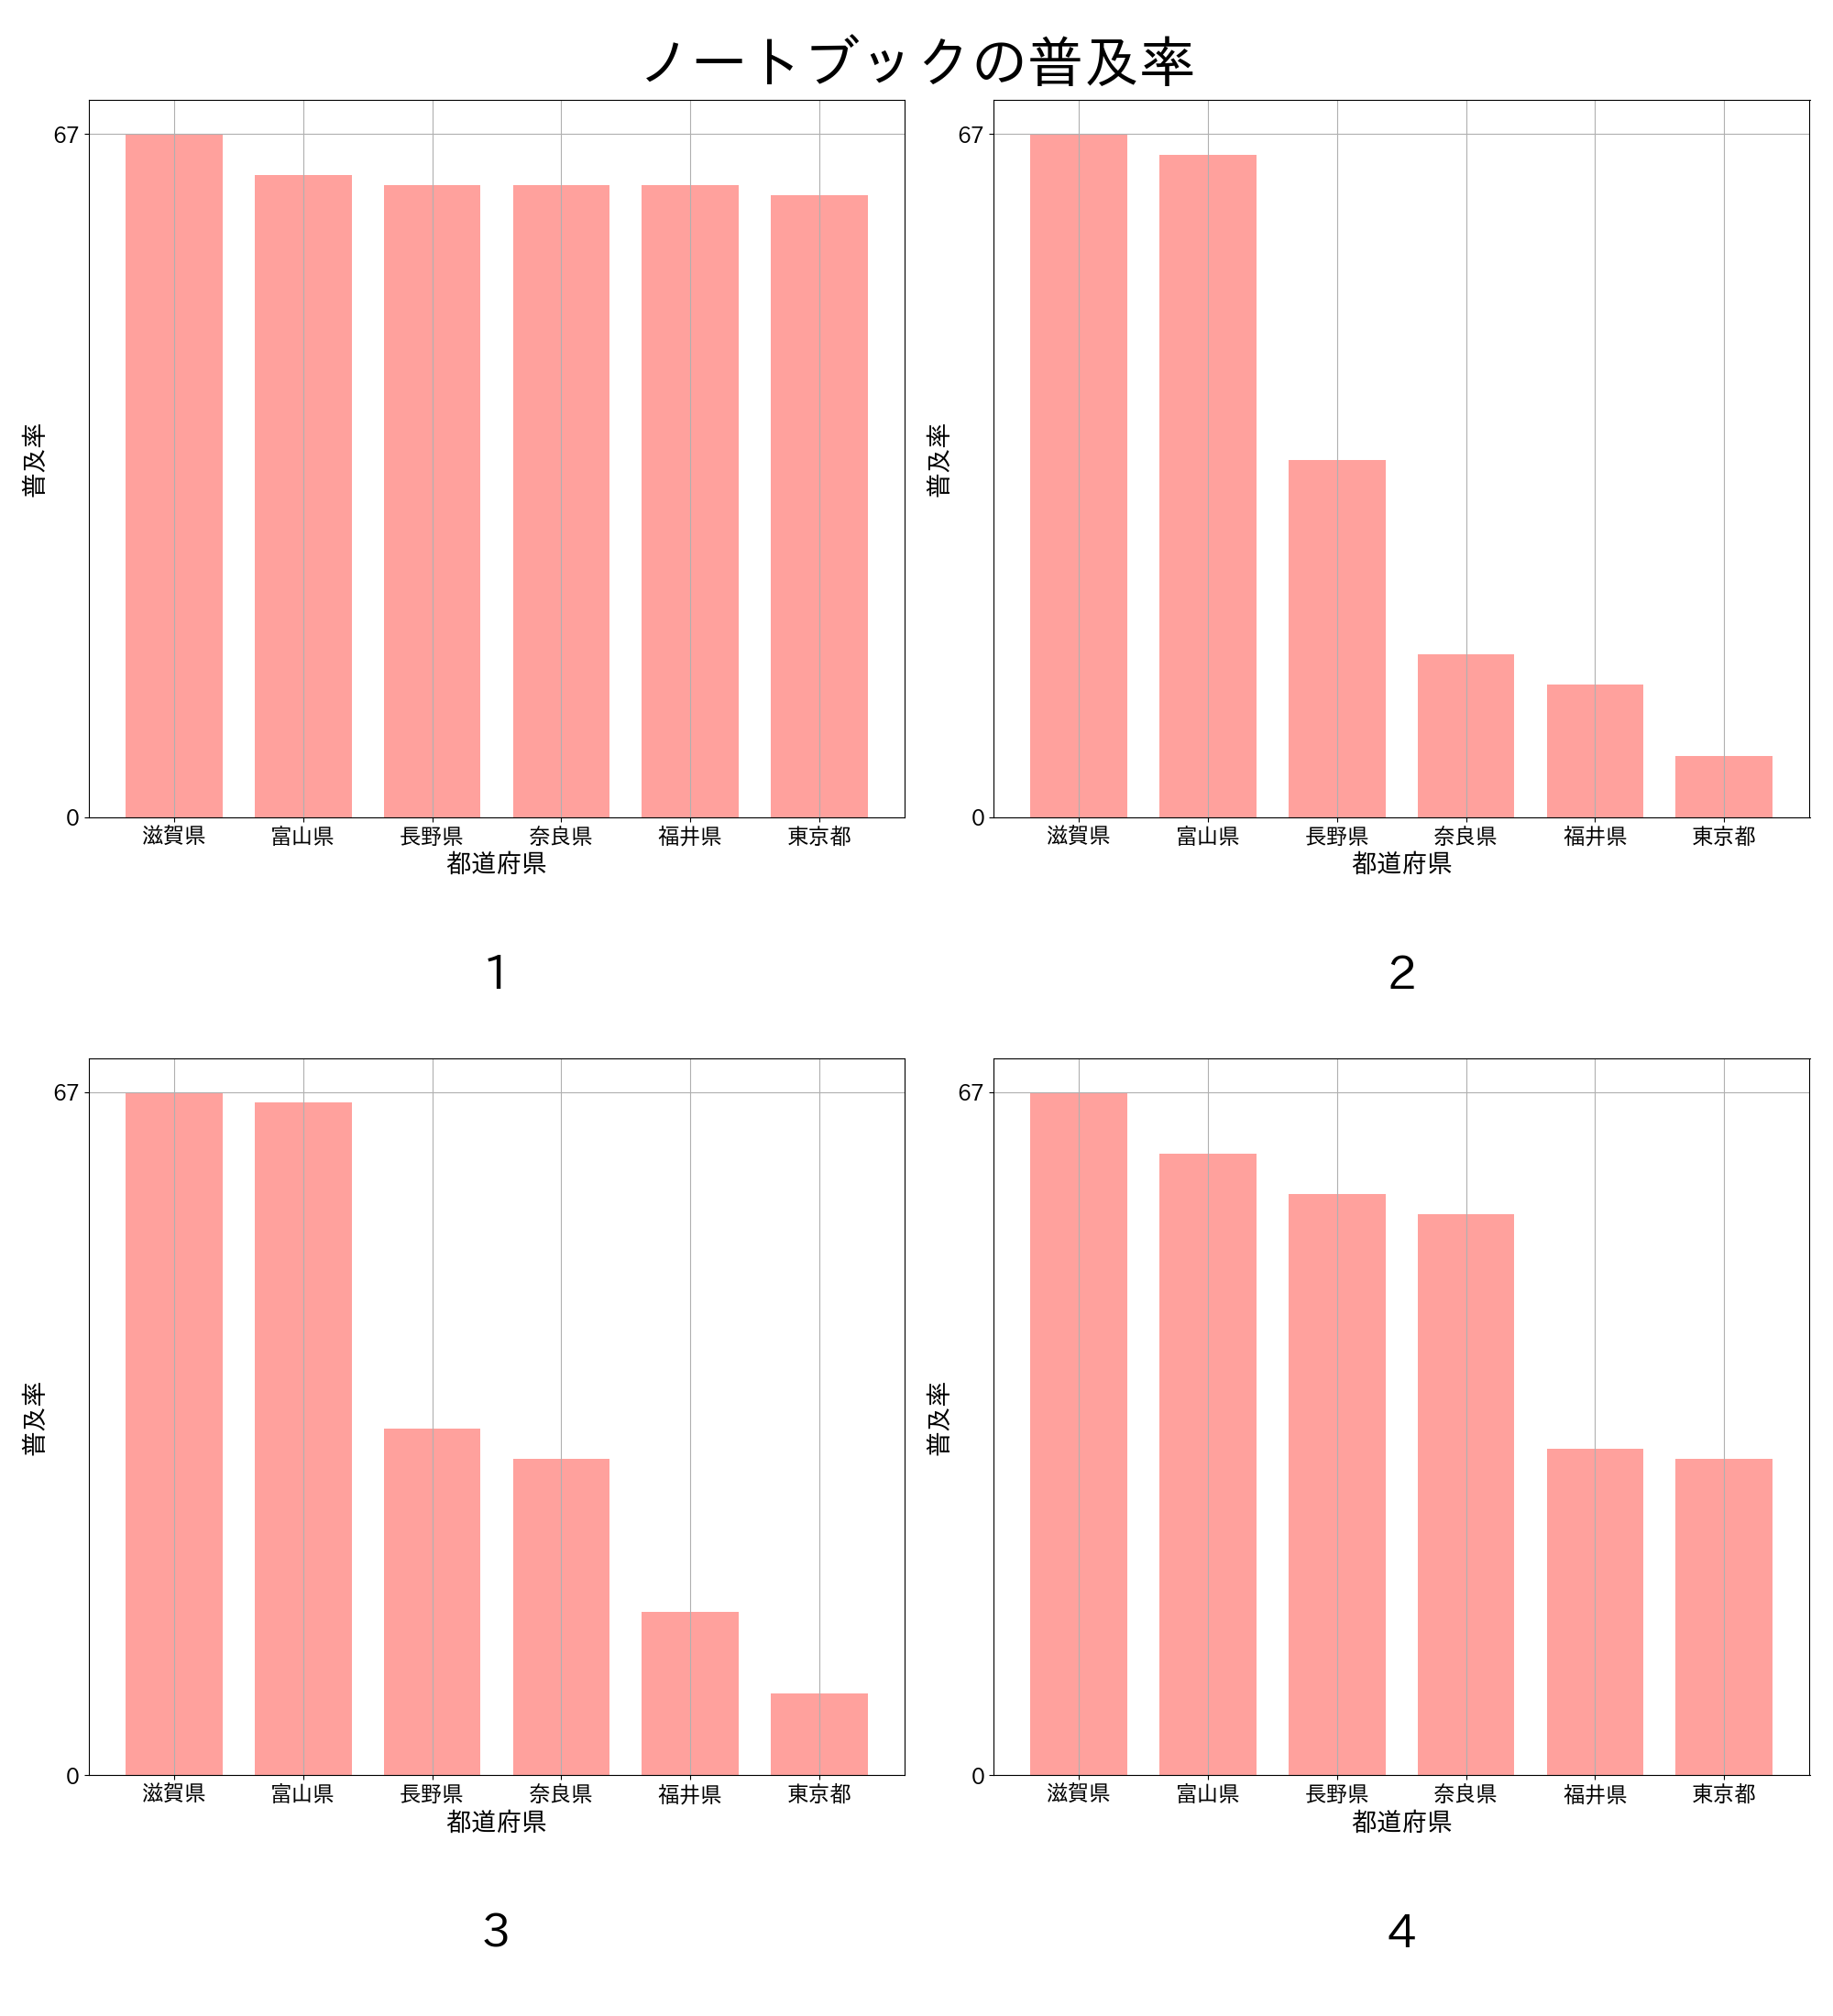 ノートブックの普及率
67
0
普及率
滋賀県 富山県 長野県 奈良県 福井県 東京都
都道府県
1
67
0
普及率
滋賀県 富山県 長野県 奈良県 福井県 東京都
都道府県
2
67
0
普及率
滋賀県 富山県 長野県 奈良県 福井県 東京都
都道府県
3
67
0
普及率
滋賀県 富山県 長野県 奈良県 福井県 東京都
都道府県
4